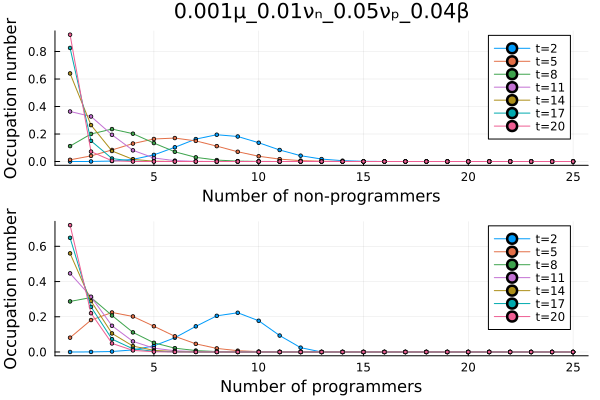 0.001μ_0.01νₙ_0.05νₚ_0.04β
Occupation number
0.8
0.6
0.4
0.2
0.0
t=2
t=5
t=8
t=11
t=14
t=17
t=20
5 10 15 20 25
Number of non-programmers
Occupation number
0.6
0.4
0.2
0.0
t=2
t=5
t=8
t=11
t=14
t=17
t=20
5 10 15 20 25
Number of programmers